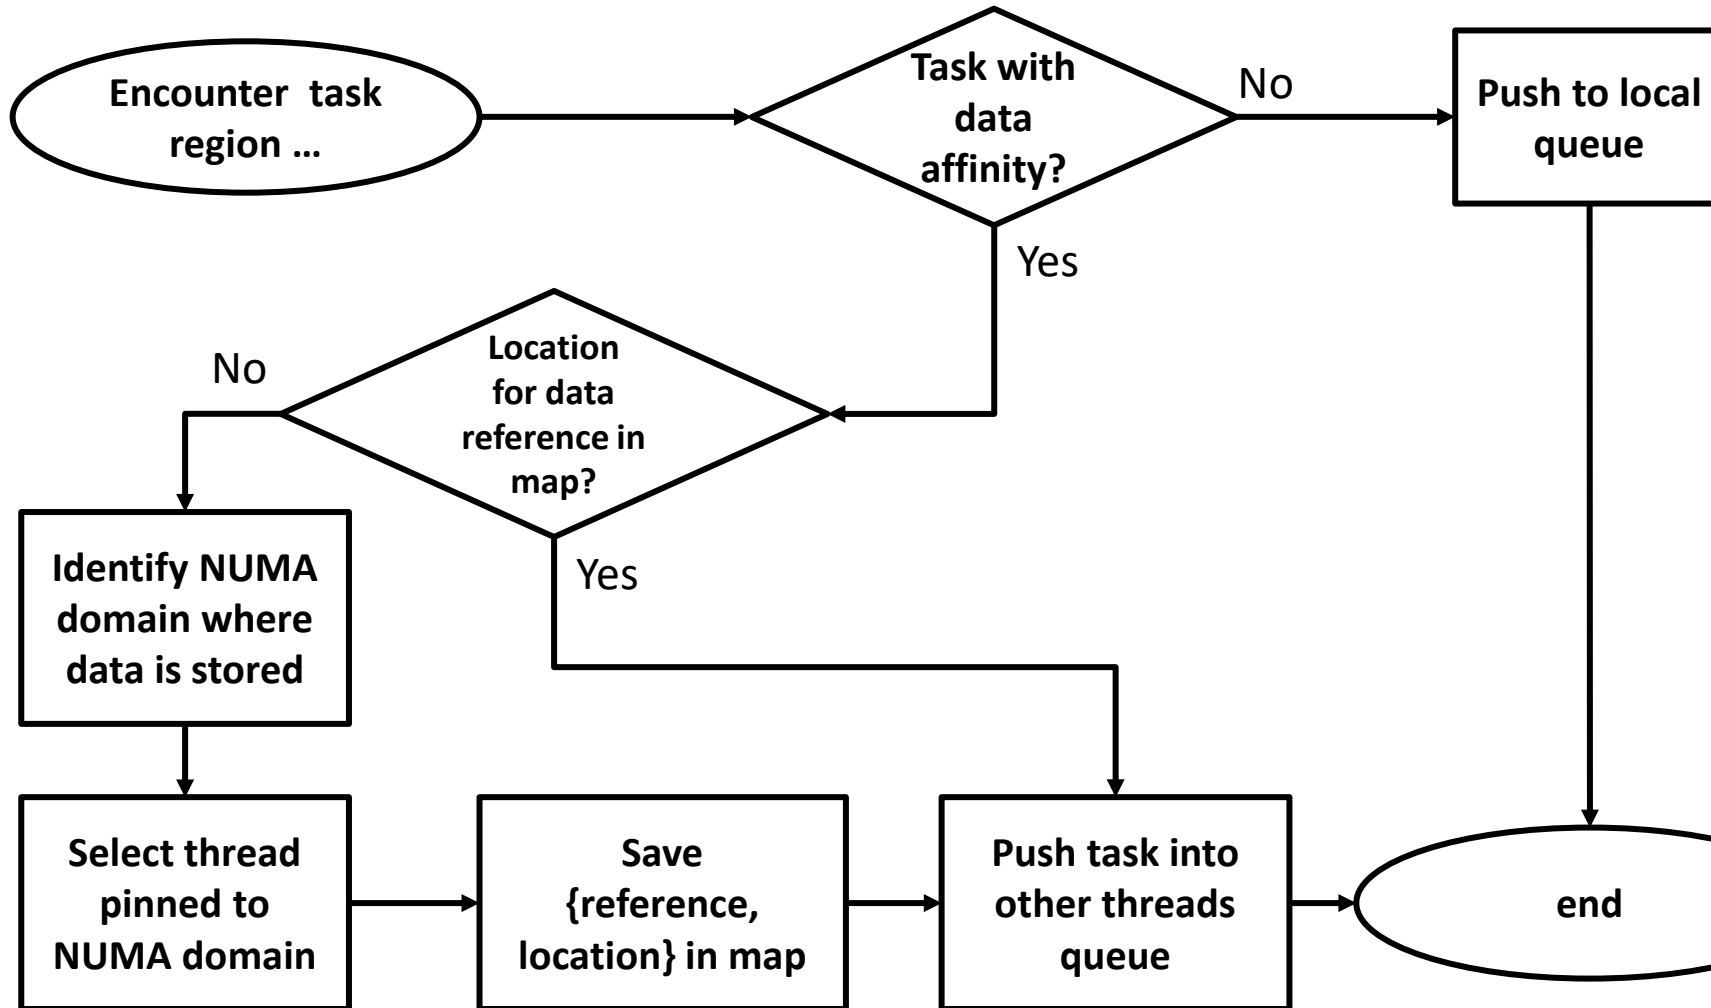 Encounter task
region …
Task with
data
affinity?
No
Push to local
queue
Yes
Location
for data
reference in
map?
No
Yes
Identify NUMA
domain where
data is stored
Select thread
pinned to
NUMA domain
Save
{reference,
location} in map
Push task into
other threads
queue
end